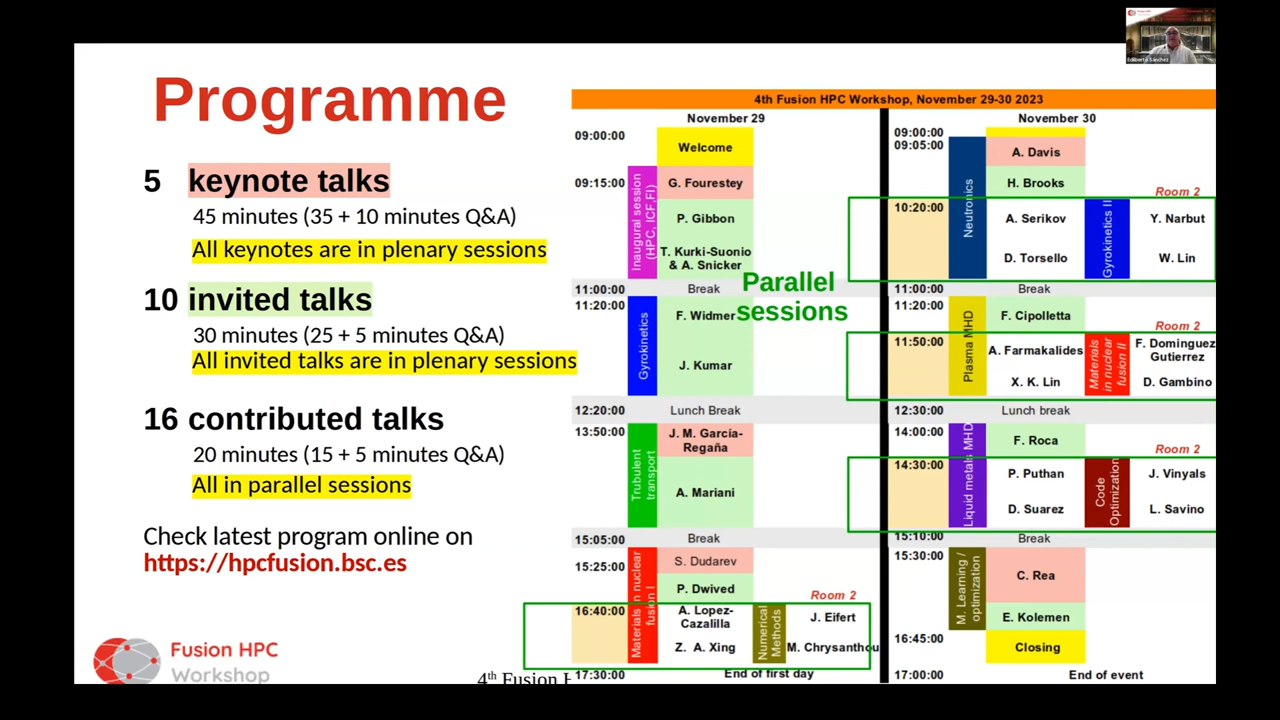 Programme
5 keynote talks
45 minutes (35 + 10 minutes Q&A)
All keynotes are in plenary sessions
10 invited talks
30 minutes (25 + 5 minutes Q&A)
All invited talks are in plenary sessions
16 contributed talks
20 minutes (15 + 5 minutes Q&A)
All in parallel sessions
Check latest program online on
https://hpcfusion.bsc.es
Fusion HPC
Workshop
4th Fusion H
4th Fusion HPC Workshop, November 29-30 2023
November 29
09:00:00
Welcome
09:15:00
Inaugural session
(HPC, ICF,FI)
G. Fourestey
P. Gibbon
T. Kurki-Suonio
& A. Snicker
11:00:00
Break
11:20:00
Gyrokinetics
F. Widmer
J. Kumar
Parallel
sessions
12:20:00
Lunch Break
13:50:00
Trubulent
transport
J. M. García-
Regaña
A. Mariani
15:05:00
Break
15:25:00
Materials in nuclear
fusion I
S. Dudarev
P. Dwived
Room 2
16:40:00
A. Lopez-
Cazalilla
Z. A. Xing
Numerical
Methods
J. Eifert
M. Chrysanthou
17:30:00
End of first day
November 30
09:00:00
09:05:00
Neutronics
A. Davis
H. Brooks
Room 2
10:20:00
A. Serikov
D. Torsello
Gyrokinetics II
Y. Narbut
W. Lin
11:00:00
Break
11:20:00
Plasma MHD
F. Cipolletta
Room 2
11:50:00
A. Farmakalides
X. K. Lin
Materials
in nuclear
fusion II
F. Dominguez
Gutierrez
D. Gambino
12:30:00
Lunch break
14:00:00
Liquid metals MHD
F. Roca
Room 2
14:30:00
P. Puthan
D. Suarez
Code
Optimization
J. Vinyals
L. Savino
15:10:00
Break
15:30:00
M. Learning /
optimization
C. Rea
E. Kolemen
16:45:00
Closing
17:00:00
End of event
Fusion HPC
Edilberto Sánchez